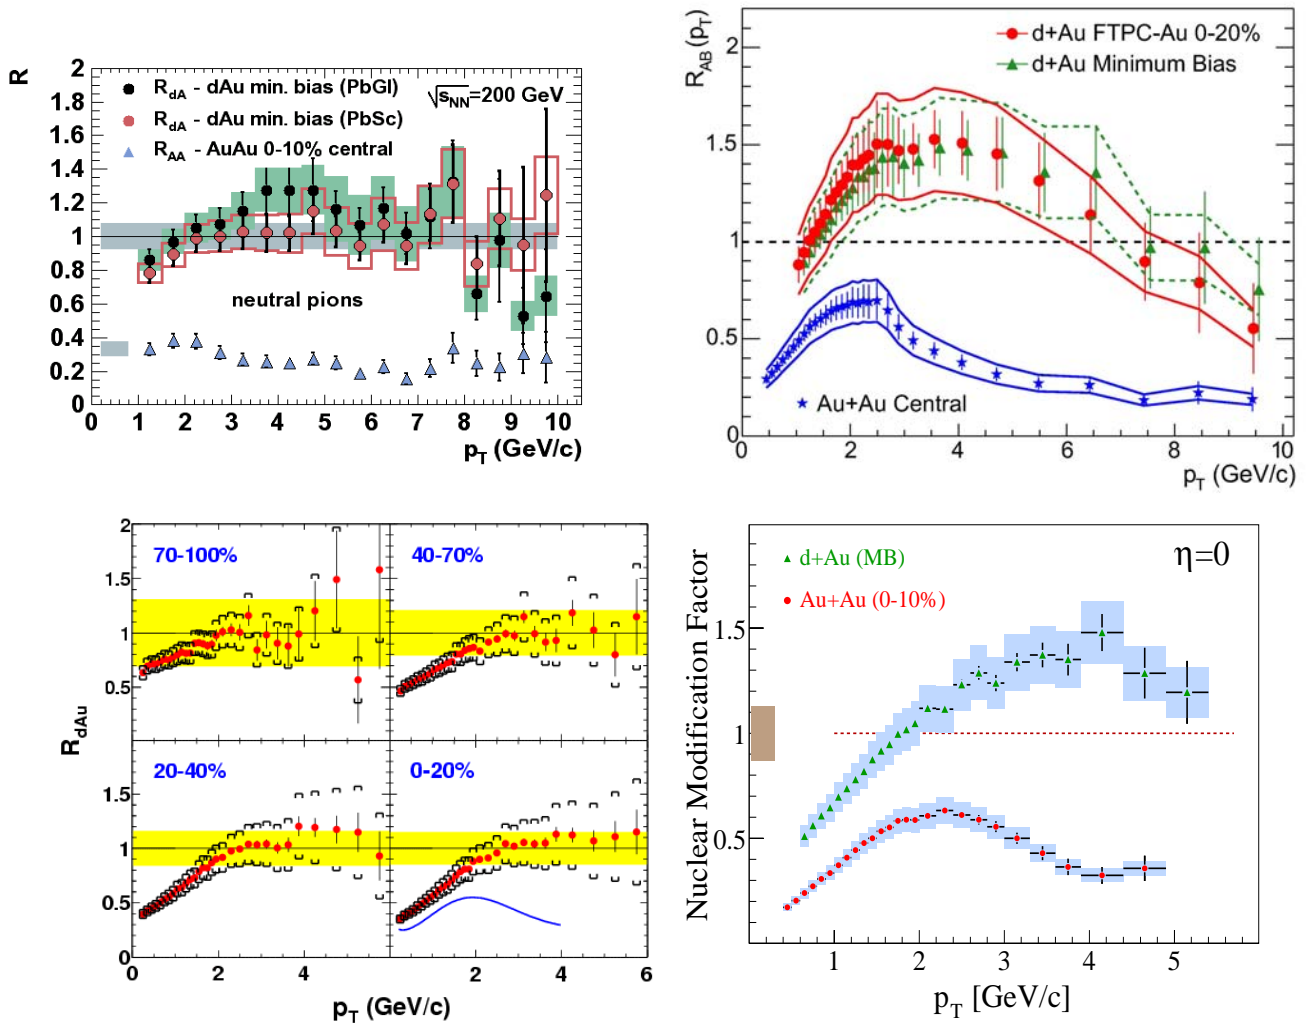 R
2
1.8
1.6
1.4
1.2
1
0.8
0.6
0.4
0.2
0
R_dA - dAu min. bias (PbGl)
R_dA - dAu min. bias (PbSc)
R_AA - AuAu 0-10% central
√s_NN=200 GeV
neutral pions
0 1 2 3 4 5 6 7 8 9 10
p_T (GeV/c)
R_AB(p_T)
2
1.5
1
0.5
0
d+Au FTPC-Au 0-20%
d+Au Minimum Bias
Au+Au Central
0 2 4 6 8 10
p_T (GeV/c)
R_dAu
2
1.5
1
0.5
1.5
1
0.5
0
70-100%
40-70%
20-40%
0-20%
0 2 4 2 4 6
p_T (GeV/c)
Nuclear Modification Factor
1.5
1
0.5
d+Au (MB)
Au+Au (0-10%)
η=0
1 2 3 4 5
p_T [GeV/c]